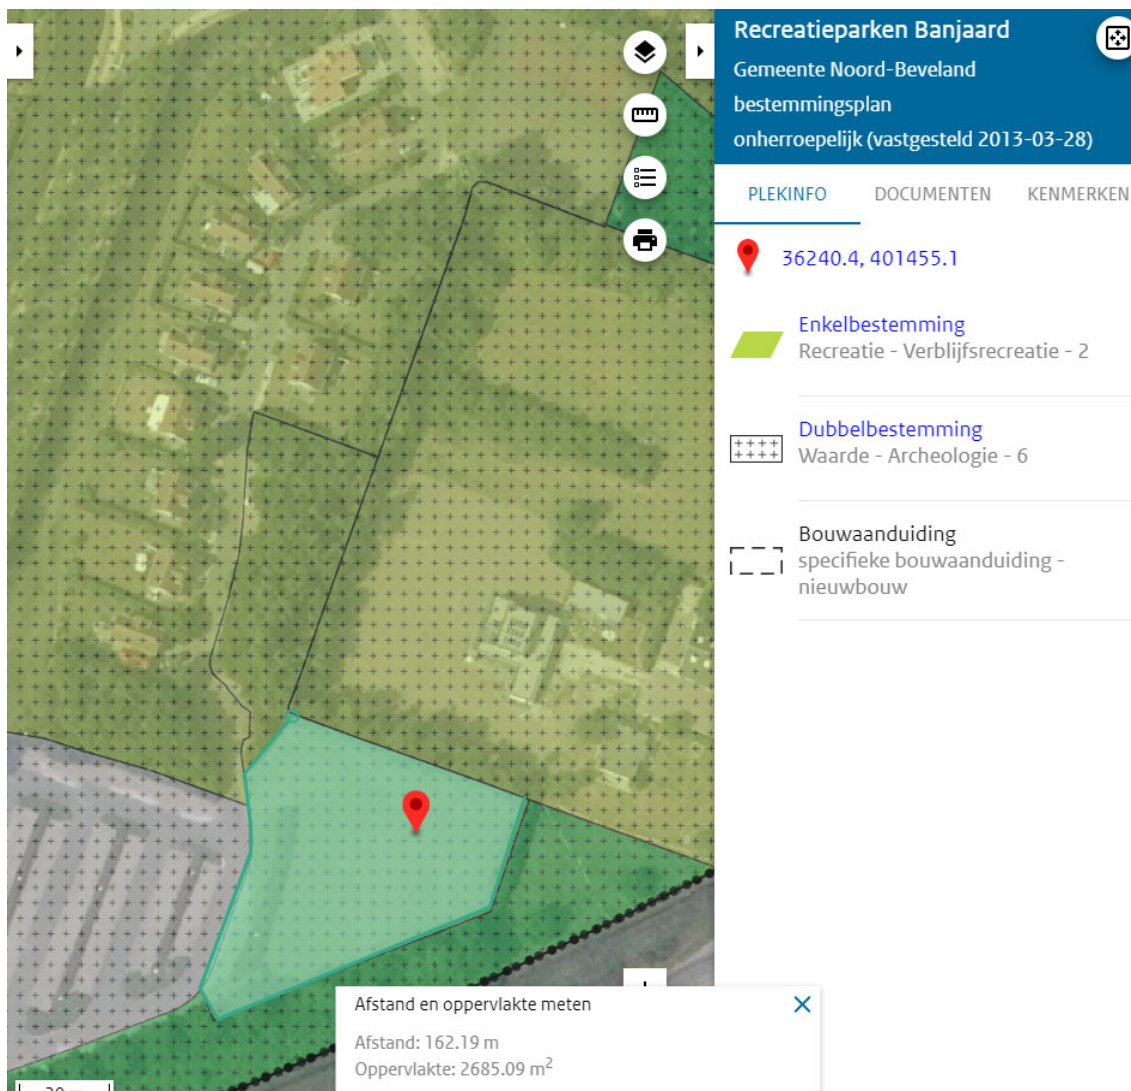 Recreatieparken Banjaard
Gemeente Noord-Beveland
bestemmingsplan
onherroepelijk (vastgesteld 2013-03-28)
PLEKINFO DOCUMENTEN KENMERKEN
36240.4, 401455.1
Enkelbestemming
Recreatie - Verblijfsrecreatie - 2
Dubbelbestemming
Waarde - Archeologie - 6
Bouwaanduiding
specifieke bouwaanduiding -
nieuwbouw
Afstand en oppervlakte meten
Afstand: 162.19 m
Oppervlakte: 2685.09 m²